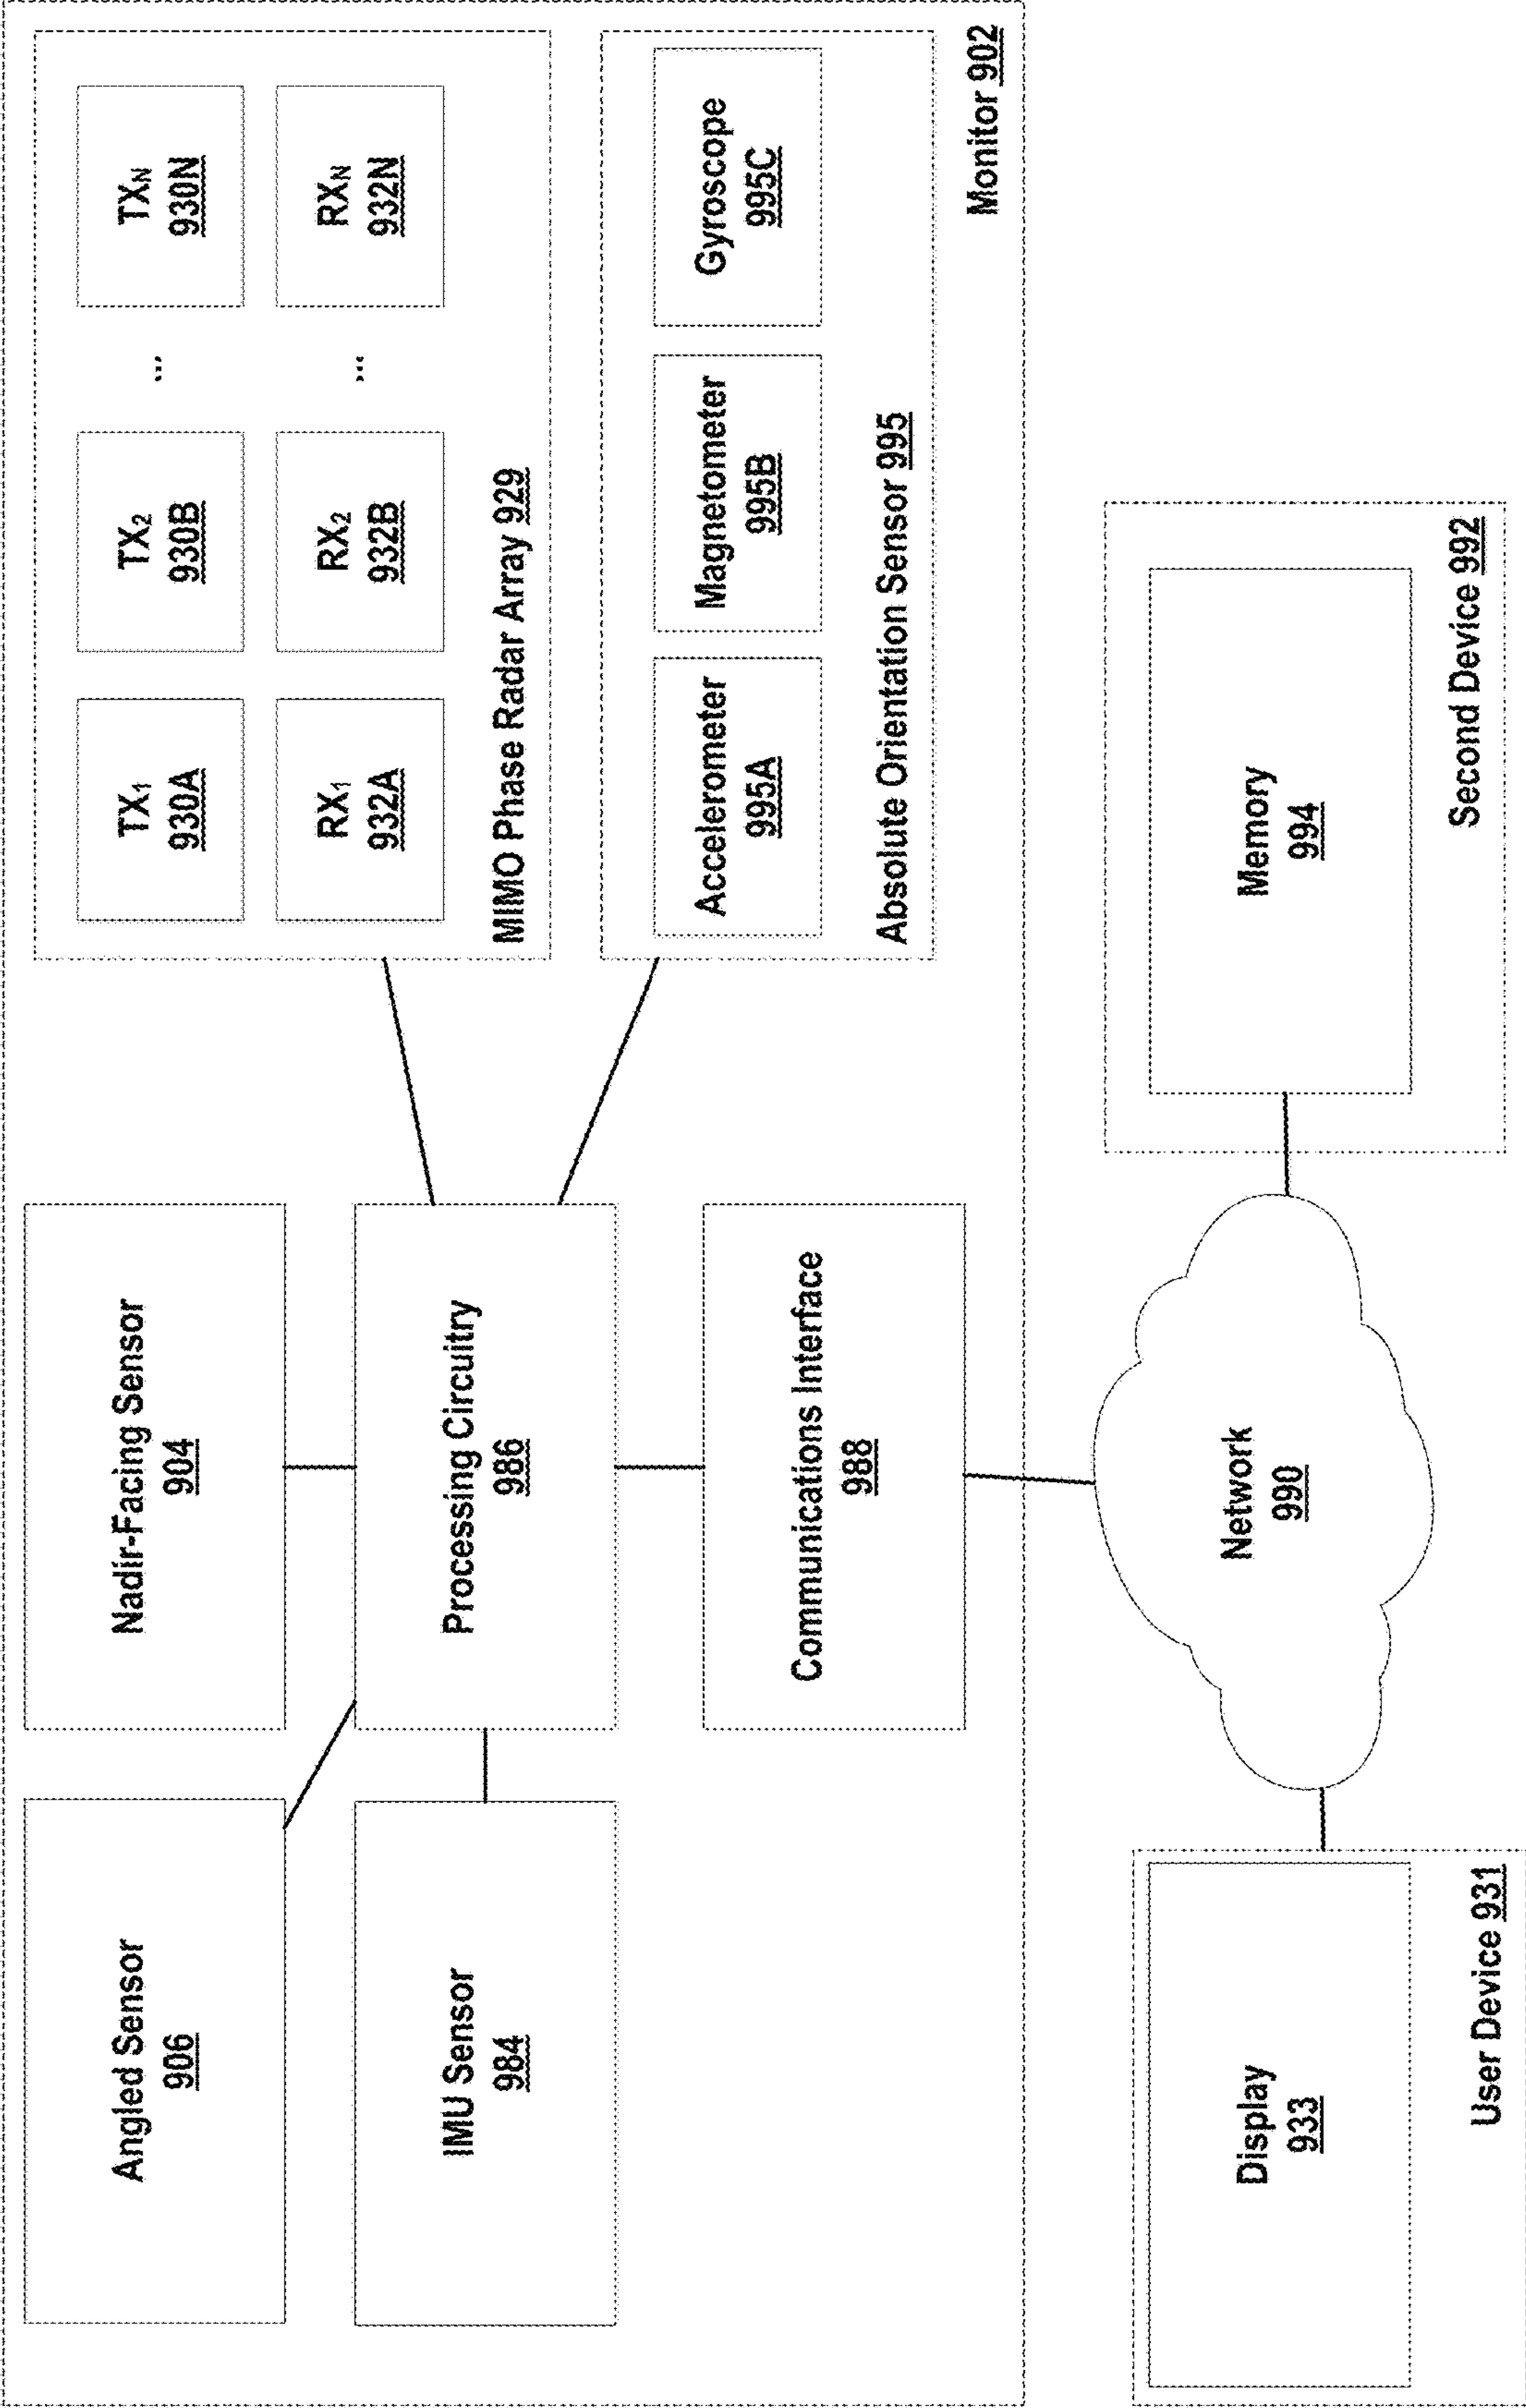 Angled Sensor
906
Nadir-Facing Sensor
904
TX1
930A
TX2
930B
...
TXN
930N
RX1
932A
RX2
932B
...
RXN
932N
MIMO Phase Radar Array 929
IMU Sensor
984
Processing Circuitry
986
Accelerometer
995A
Magnetometer
995B
Gyroscope
995C
Absolute Orientation Sensor 995
Communications Interface
988
Monitor 902
Display
933
User Device 931
Network
990
Memory
994
Second Device 992